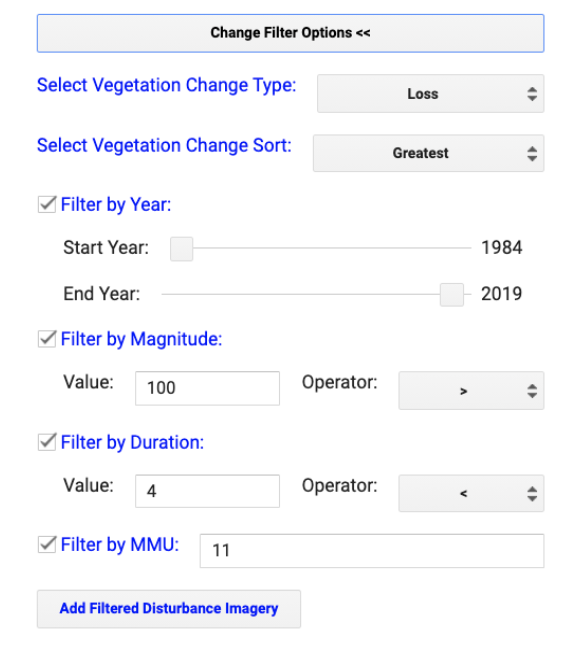 Change Filter Options <<
Select Vegetation Change Type: Loss
Select Vegetation Change Sort: Greatest
Filter by Year:
Start Year: 1984
End Year: 2019
Filter by Magnitude:
Value: 100 Operator: >
Filter by Duration:
Value: 4 Operator: <
Filter by MMU: 11
Add Filtered Disturbance Imagery